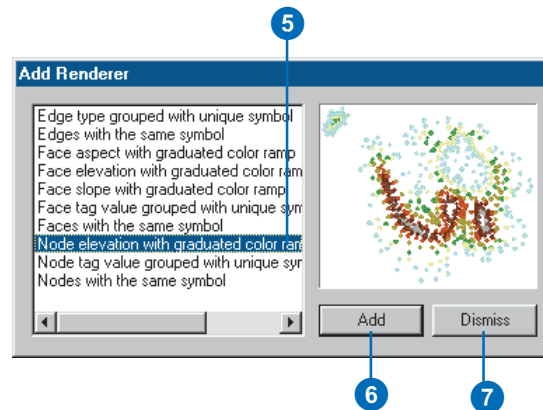 5
Add Renderer
Edge type grouped with unique symbol
Edges with the same symbol
Face aspect with graduated color ramp
Face elevation with graduated color ram
Face slope with graduated color ramp
Face tag value grouped with unique sym
Faces with the same symbol
Node elevation with graduated color ram
Node tag value grouped with unique syr
Nodes with the same symbol
Add
Dismiss
6
7